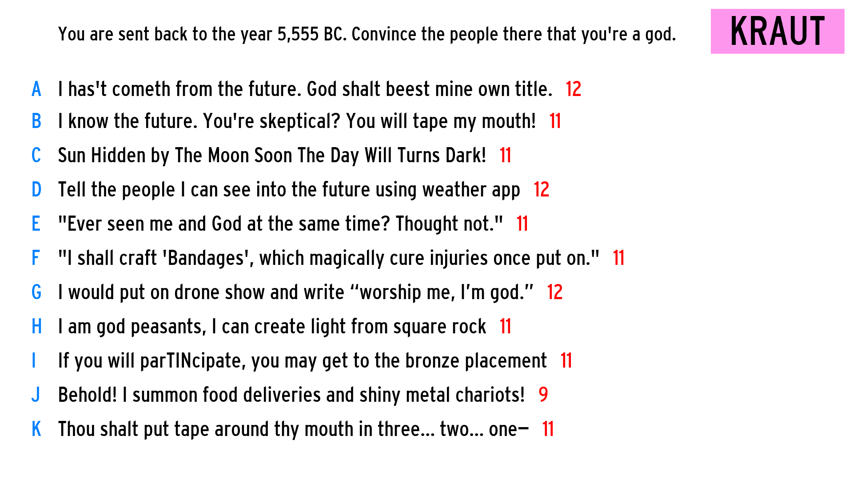 You are sent back to the year 5,555 BC. Convince the people there that you're a god.
KRAUT
A I has't cometh from the future. God shalt beest mine own title. 12
B I know the future. You're skeptical? You will tape my mouth! 11
C Sun Hidden by The Moon Soon The Day Will Turns Dark! 11
D Tell the people I can see into the future using weather app 12
E "Ever seen me and God at the same time? Thought not." 11
F "I shall craft 'Bandages', which magically cure injuries once put on." 11
G I would put on drone show and write “worship me, I’m god.” 12
H I am god peasants, I can create light from square rock 11
I If you will parTINcipate, you may get to the bronze placement 11
J Behold! I summon food deliveries and shiny metal chariots! 9
K Thou shalt put tape around thy mouth in three... two... one– 11